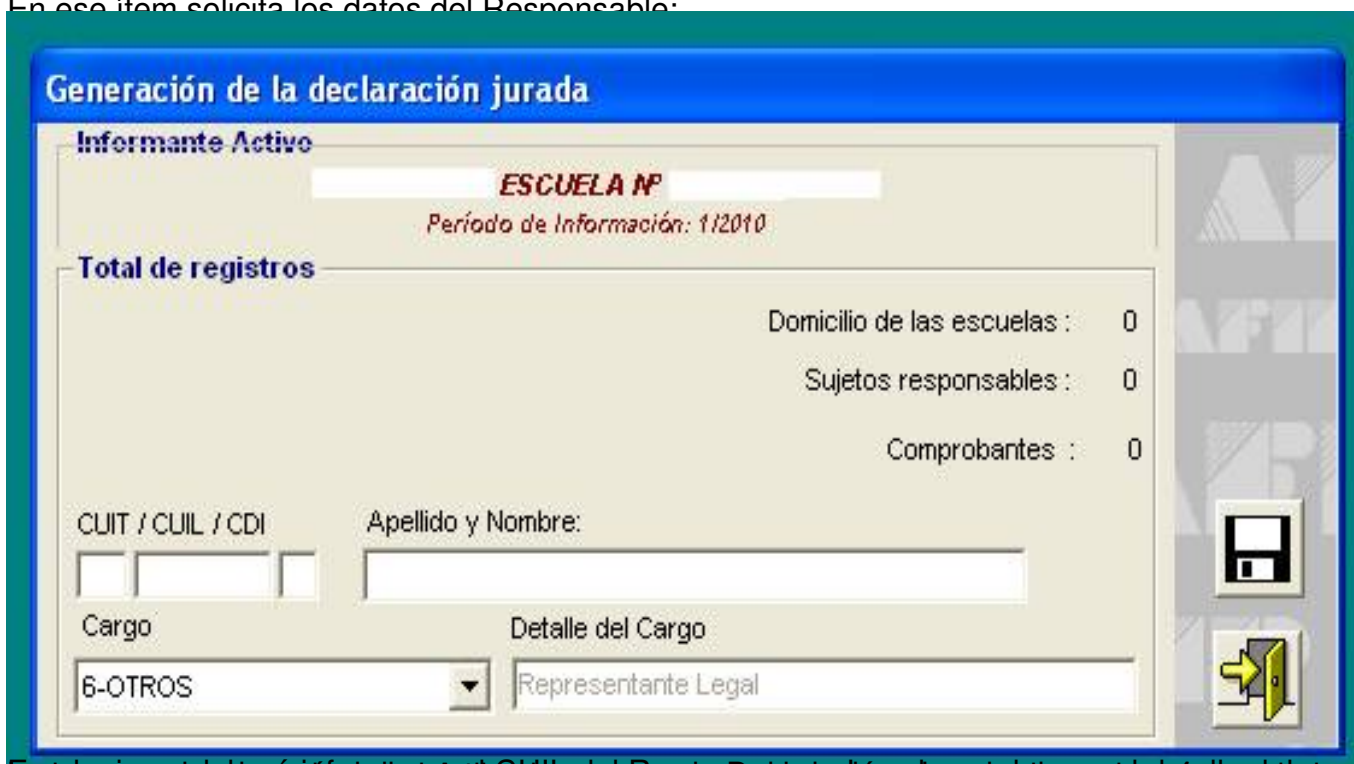 En ese item solicita los datos del Responsable:
Generación de la declaración jurada
Informante Activo
ESCUELA Nº
Período de Información: 1/2010
Total de registros
Domicilio de las escuelas : 0
Sujetos responsables : 0
Comprobantes : 0
CUIT / CUIL / CDI
Apellido y Nombre:
Cargo
Detalle del Cargo
6-OTROS
Representante Legal
AFIP